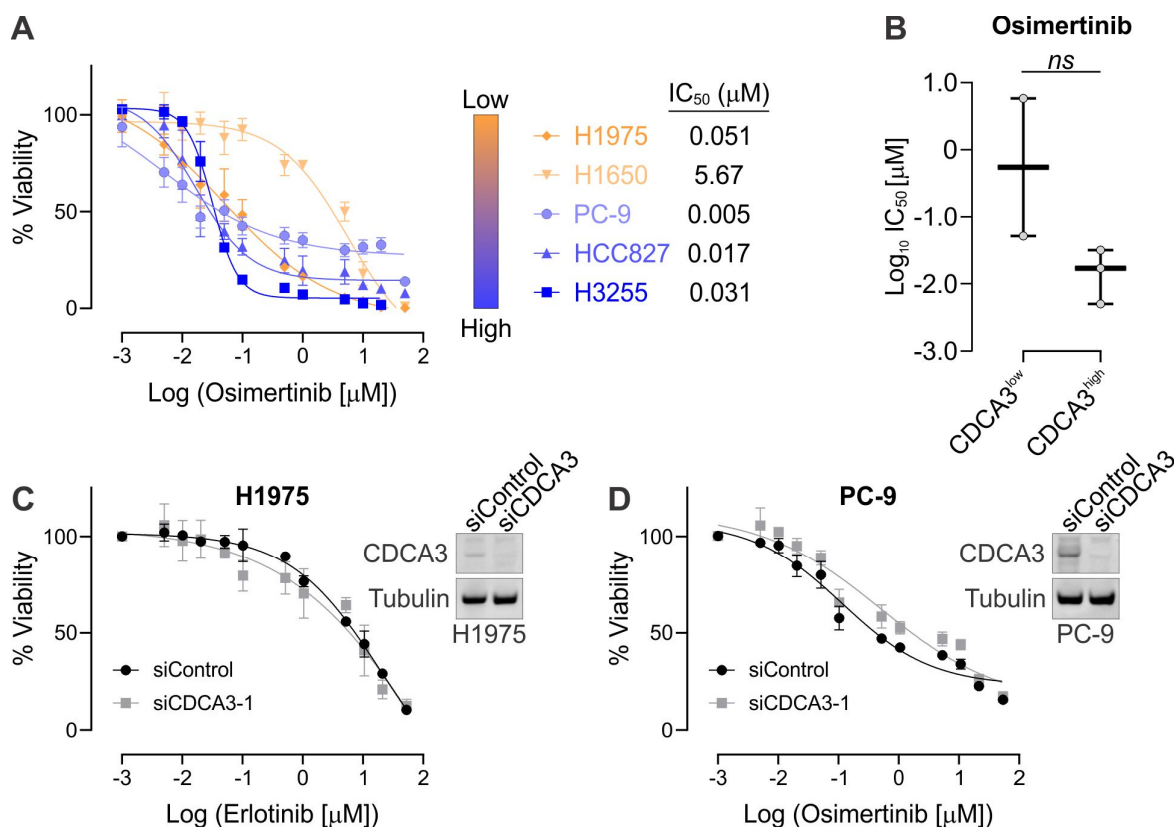 A
% Viability
100
50
0
-3 -2 -1 0 1 2
Log (Osimertinib [μM])
Low
High
IC50 (μM)
H1975 0.051
H1650 5.67
PC-9 0.005
HCC827 0.017
H3255 0.031
B
Osimertinib
ns
Log10 IC50 [μM]
1.0
0
-1.0
-2.0
-3.0
CDCA3low
CDCA3high
C
H1975
% Viability
100
50
0
siControl
siCDCA3-1
-3 -2 -1 0 1 2
Log (Erlotinib [μM])
siControl
siCDCA3
CDCA3
Tubulin
H1975
D
PC-9
% Viability
100
50
0
siControl
siCDCA3-1
-3 -2 -1 0 1 2
Log (Osimertinib [μM])
siControl
siCDCA3
CDCA3
Tubulin
PC-9